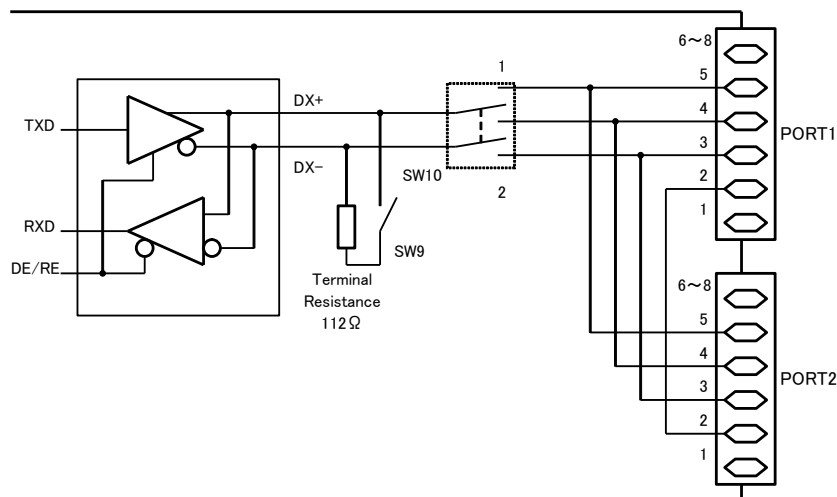 6～8
1
5
DX+
4
TXD
PORT1
3
DX-
SW10
2
2
RXD
1
SW9
DE/RE
Terminal
Resistance
112Ω
6～8
5
4
PORT2
3
2
1